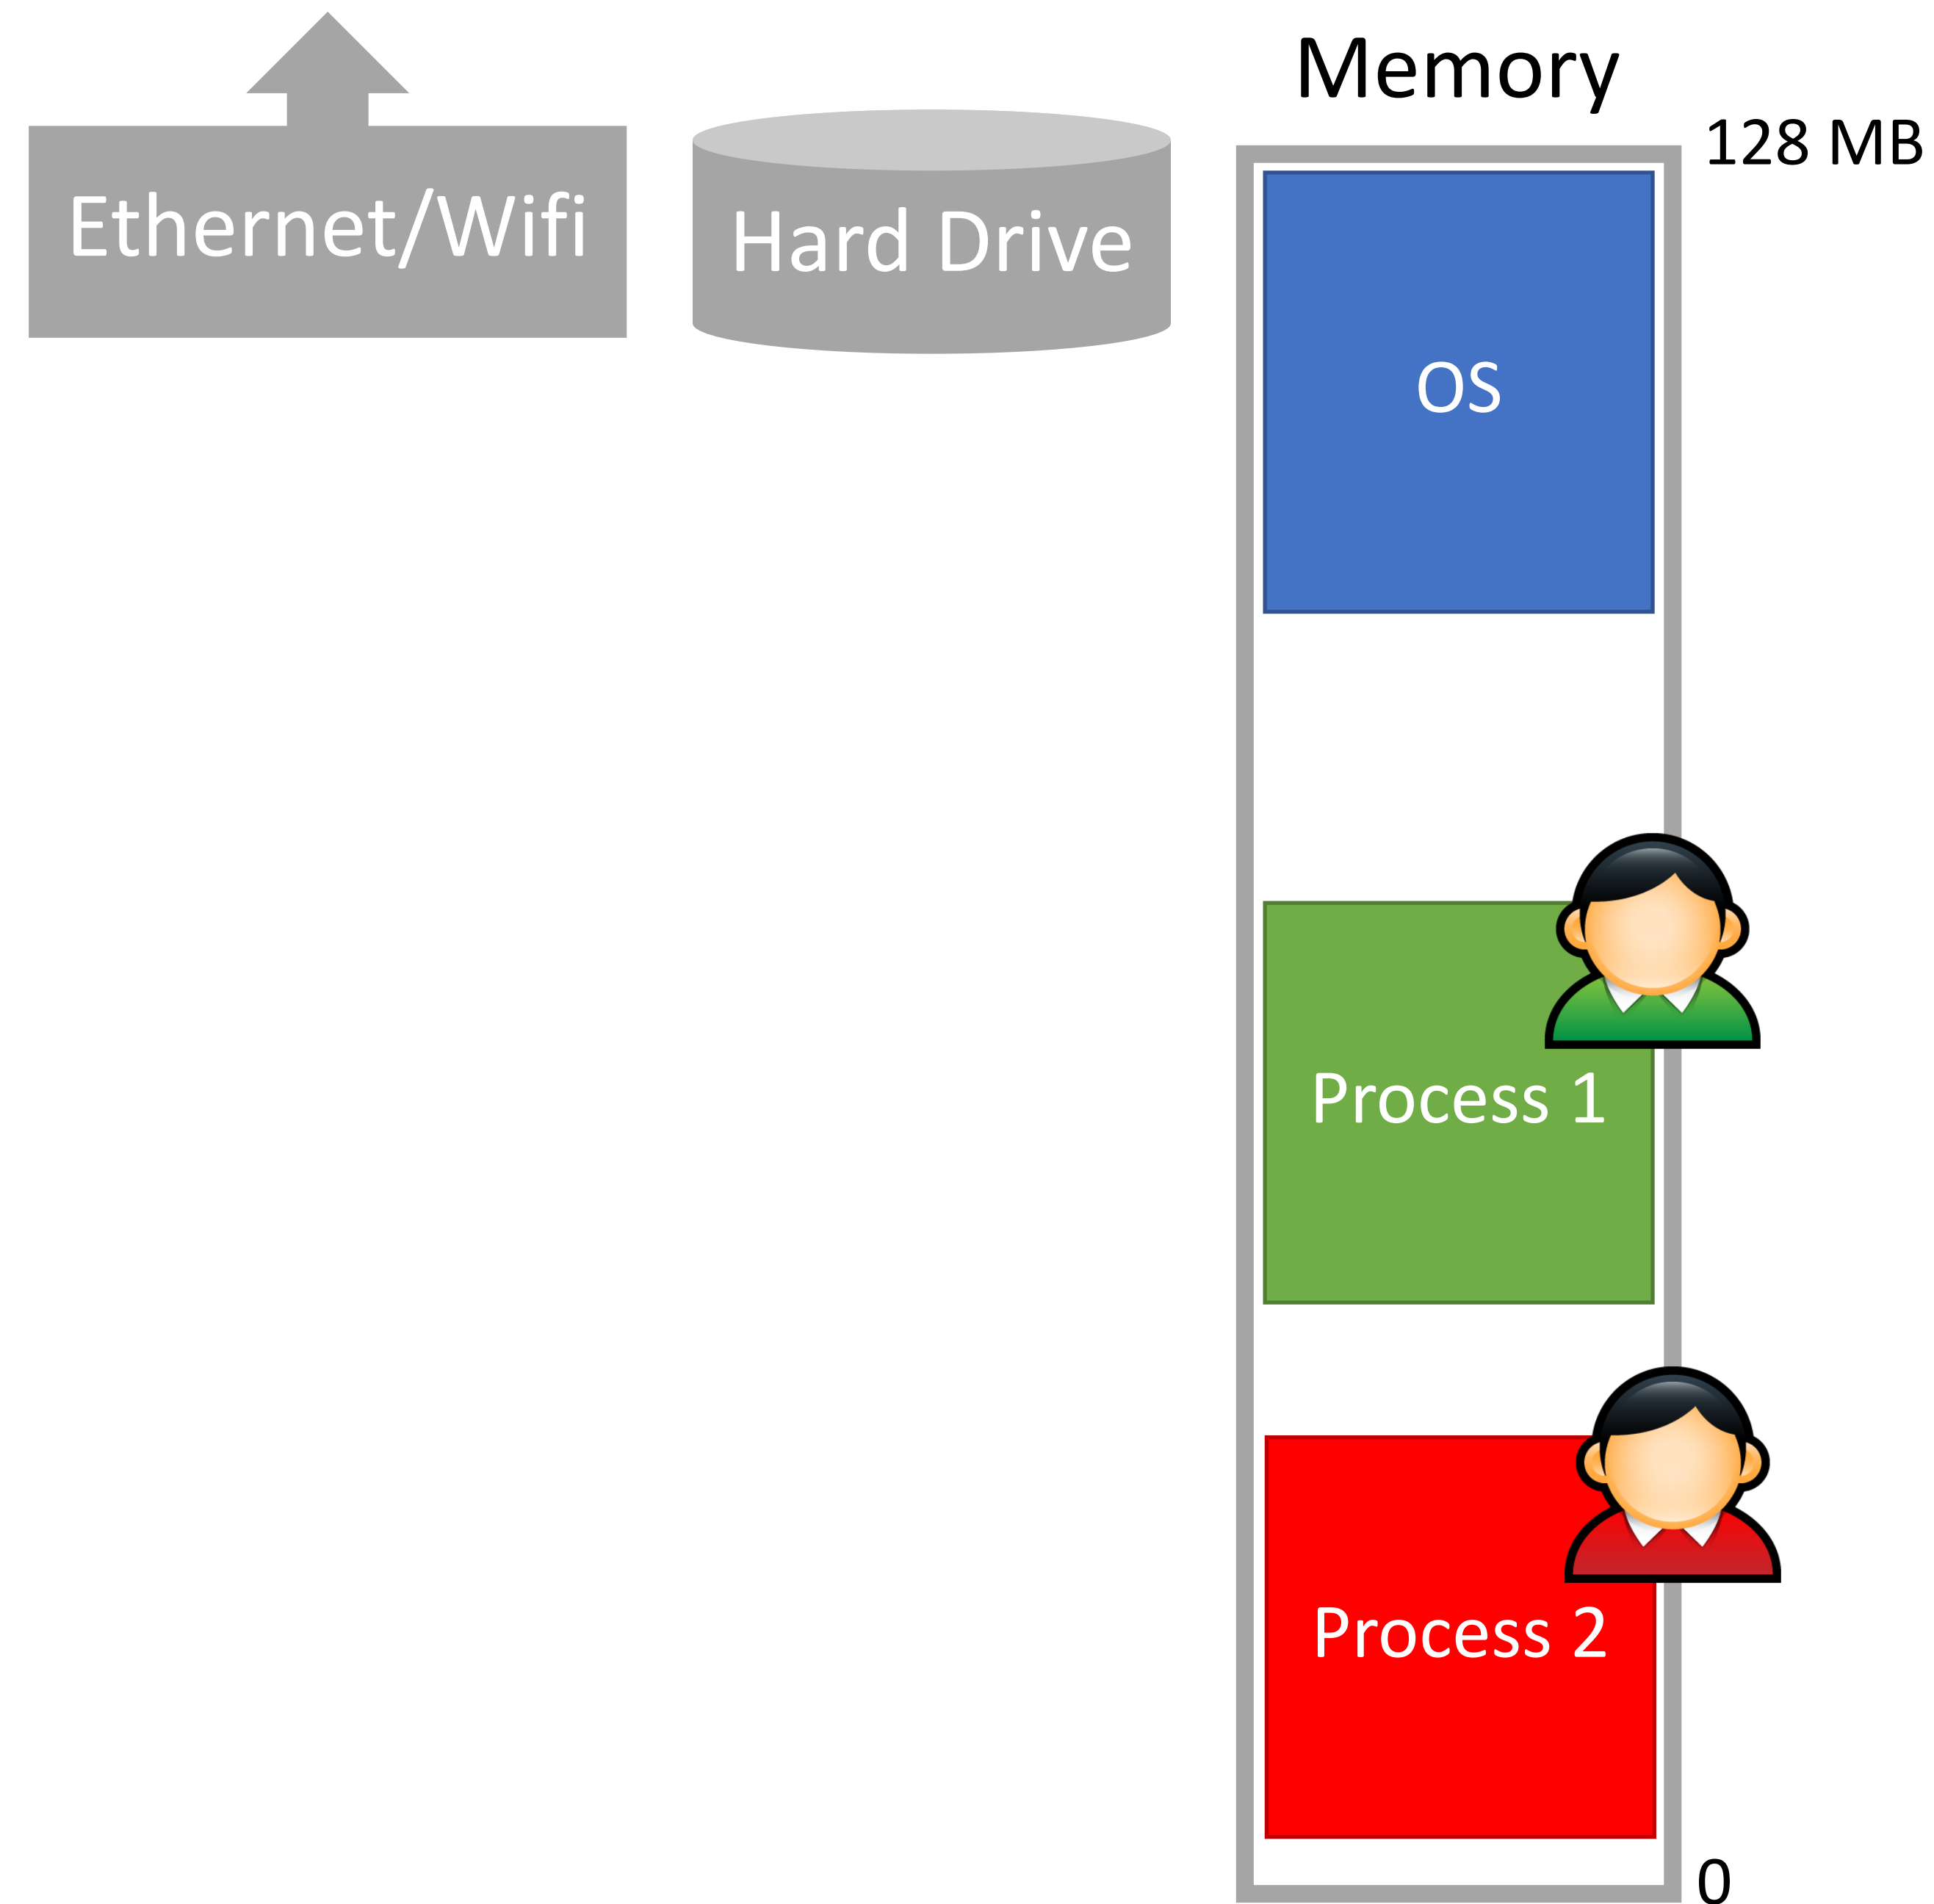 Memory
128 MB
Ethernet/Wifi
Hard Drive
OS
Process 1
Process 2
0